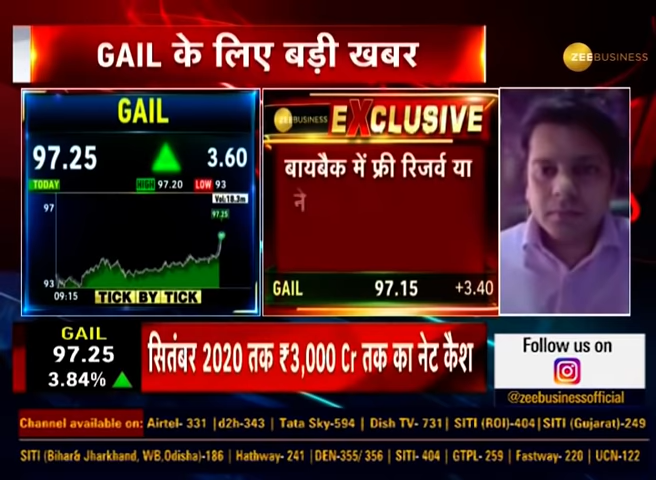 GAIL के लिए बड़ी खबर
ZEEBUSINESS
GAIL
97.25 3.60
TODAY HIGH 97.20 LOW 93
Vol:18.3m
97
97.25
93
09:15 TICK BY TICK
ZEEBUSINESS EXCLUSIVE
बायबैक में फ्री रिजर्व या
ने
GAIL 97.15 +3.40
GAIL
97.25
3.84%
सितंबर 2020 तक ₹3,000 Cr तक का नेट कैश
Follow us on
@zeebusinessofficial
Channel available on: Airtel- 331 | d2h-343 | Tata Sky-594 | Dish TV- 731 | SITI (ROI)-404 | SITI (Gujarat)-249
SITI (Bihar& Jharkhand, WB,Odisha)-186 | Hathway- 241 | DEN-355/ 356 | SITI- 404 | GTPL- 259 | Fastway- 220 | UCN-122